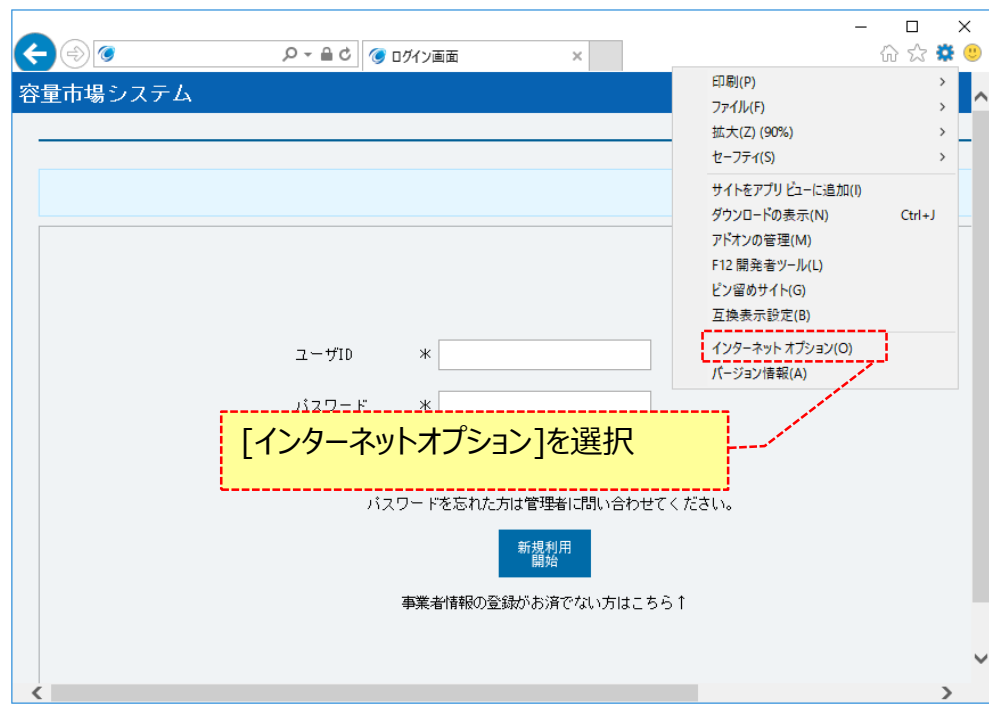 ログイン画面
容量市場システム
印刷(P)
ファイル(F)
拡大(Z) (90%)
セーフティ(S)
サイトをアプリ ビューに追加(I)
ダウンロードの表示(N) Ctrl+J
アドオンの管理(M)
F12 開発者ツール(L)
ピン留めサイト(G)
互換表示設定(B)
インターネット オプション(O)
バージョン情報(A)
ユーザID *
パスワード *
[インターネットオプション]を選択
パスワードを忘れた方は管理者に問い合わせてください。
新規利用
開始
事業者情報の登録がお済でない方はこちら↑